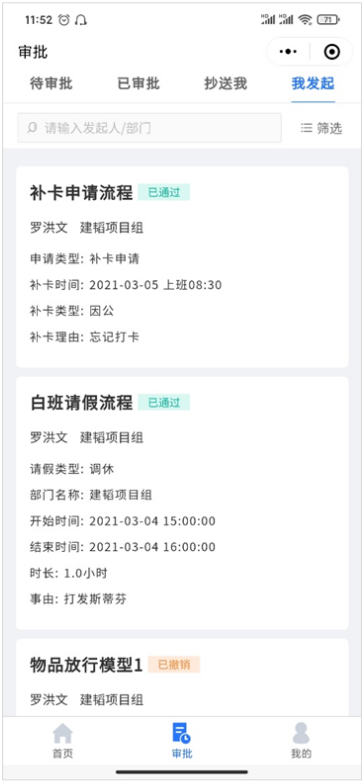 11:52 71
审批
待审批 已审批 抄送我 我发起
请输入发起人/部门 筛选
补卡申请流程 已通过
罗洪文 建韬项目组
申请类型: 补卡申请
补卡时间: 2021-03-05 上班08:30
补卡类型: 因公
补卡理由: 忘记打卡
白班请假流程 已通过
罗洪文 建韬项目组
请假类型: 调休
部门名称: 建韬项目组
开始时间: 2021-03-04 15:00:00
结束时间: 2021-03-04 16:00:00
时长: 1.0小时
事由: 打发斯蒂芬
物品放行模型1 已撤销
罗洪文 建韬项目组
首页 审批 我的